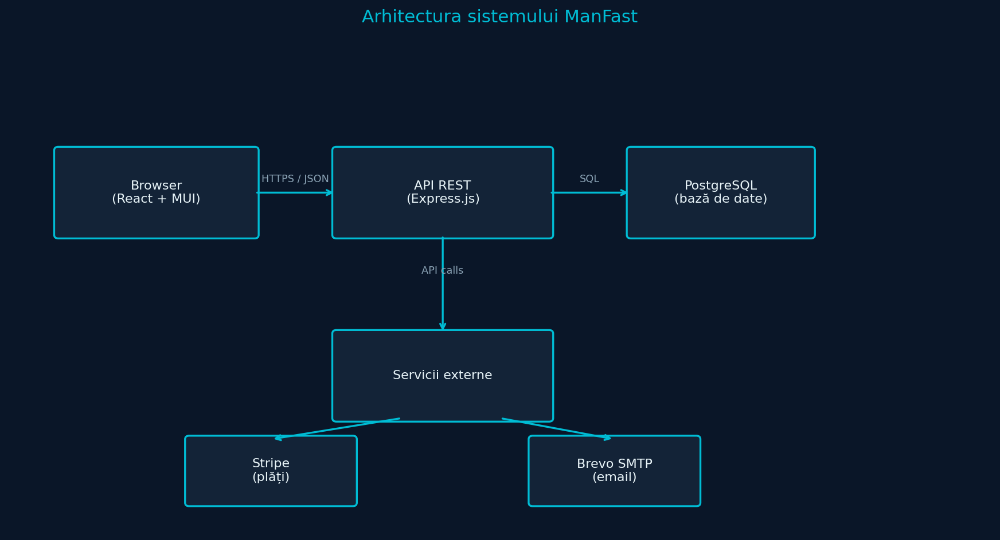 Arhitectura sistemului ManFast
Browser
(React + MUI)
HTTPS / JSON
API REST
(Express.js)
SQL
PostgreSQL
(bază de date)
API calls
Servicii externe
Stripe
(plăți)
Brevo SMTP
(email)